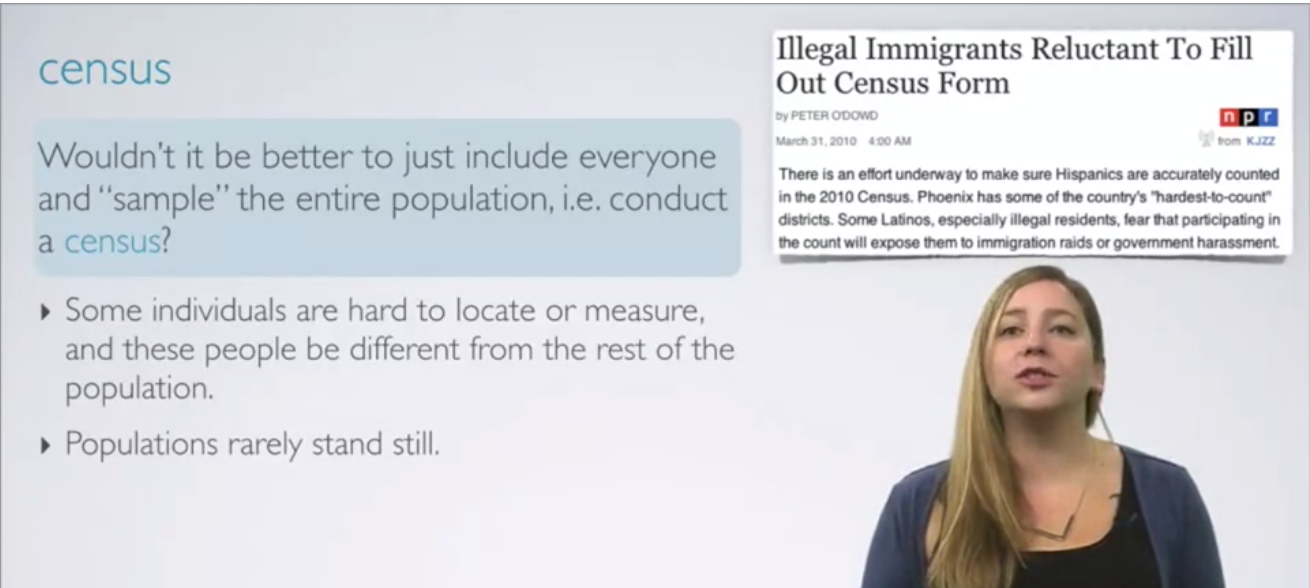 census
Wouldn't it be better to just include everyone
and "sample" the entire population, i.e. conduct
a census?
▸ Some individuals are hard to locate or measure,
and these people be different from the rest of the
population.
▸ Populations rarely stand still.
Illegal Immigrants Reluctant To Fill
Out Census Form
by PETER O'DOWD
npr
March 31, 2010 4:00 AM
from KJZZ
There is an effort underway to make sure Hispanics are accurately counted
in the 2010 Census. Phoenix has some of the country's "hardest-to-count"
districts. Some Latinos, especially illegal residents, fear that participating in
the count will expose them to immigration raids or government harassment.